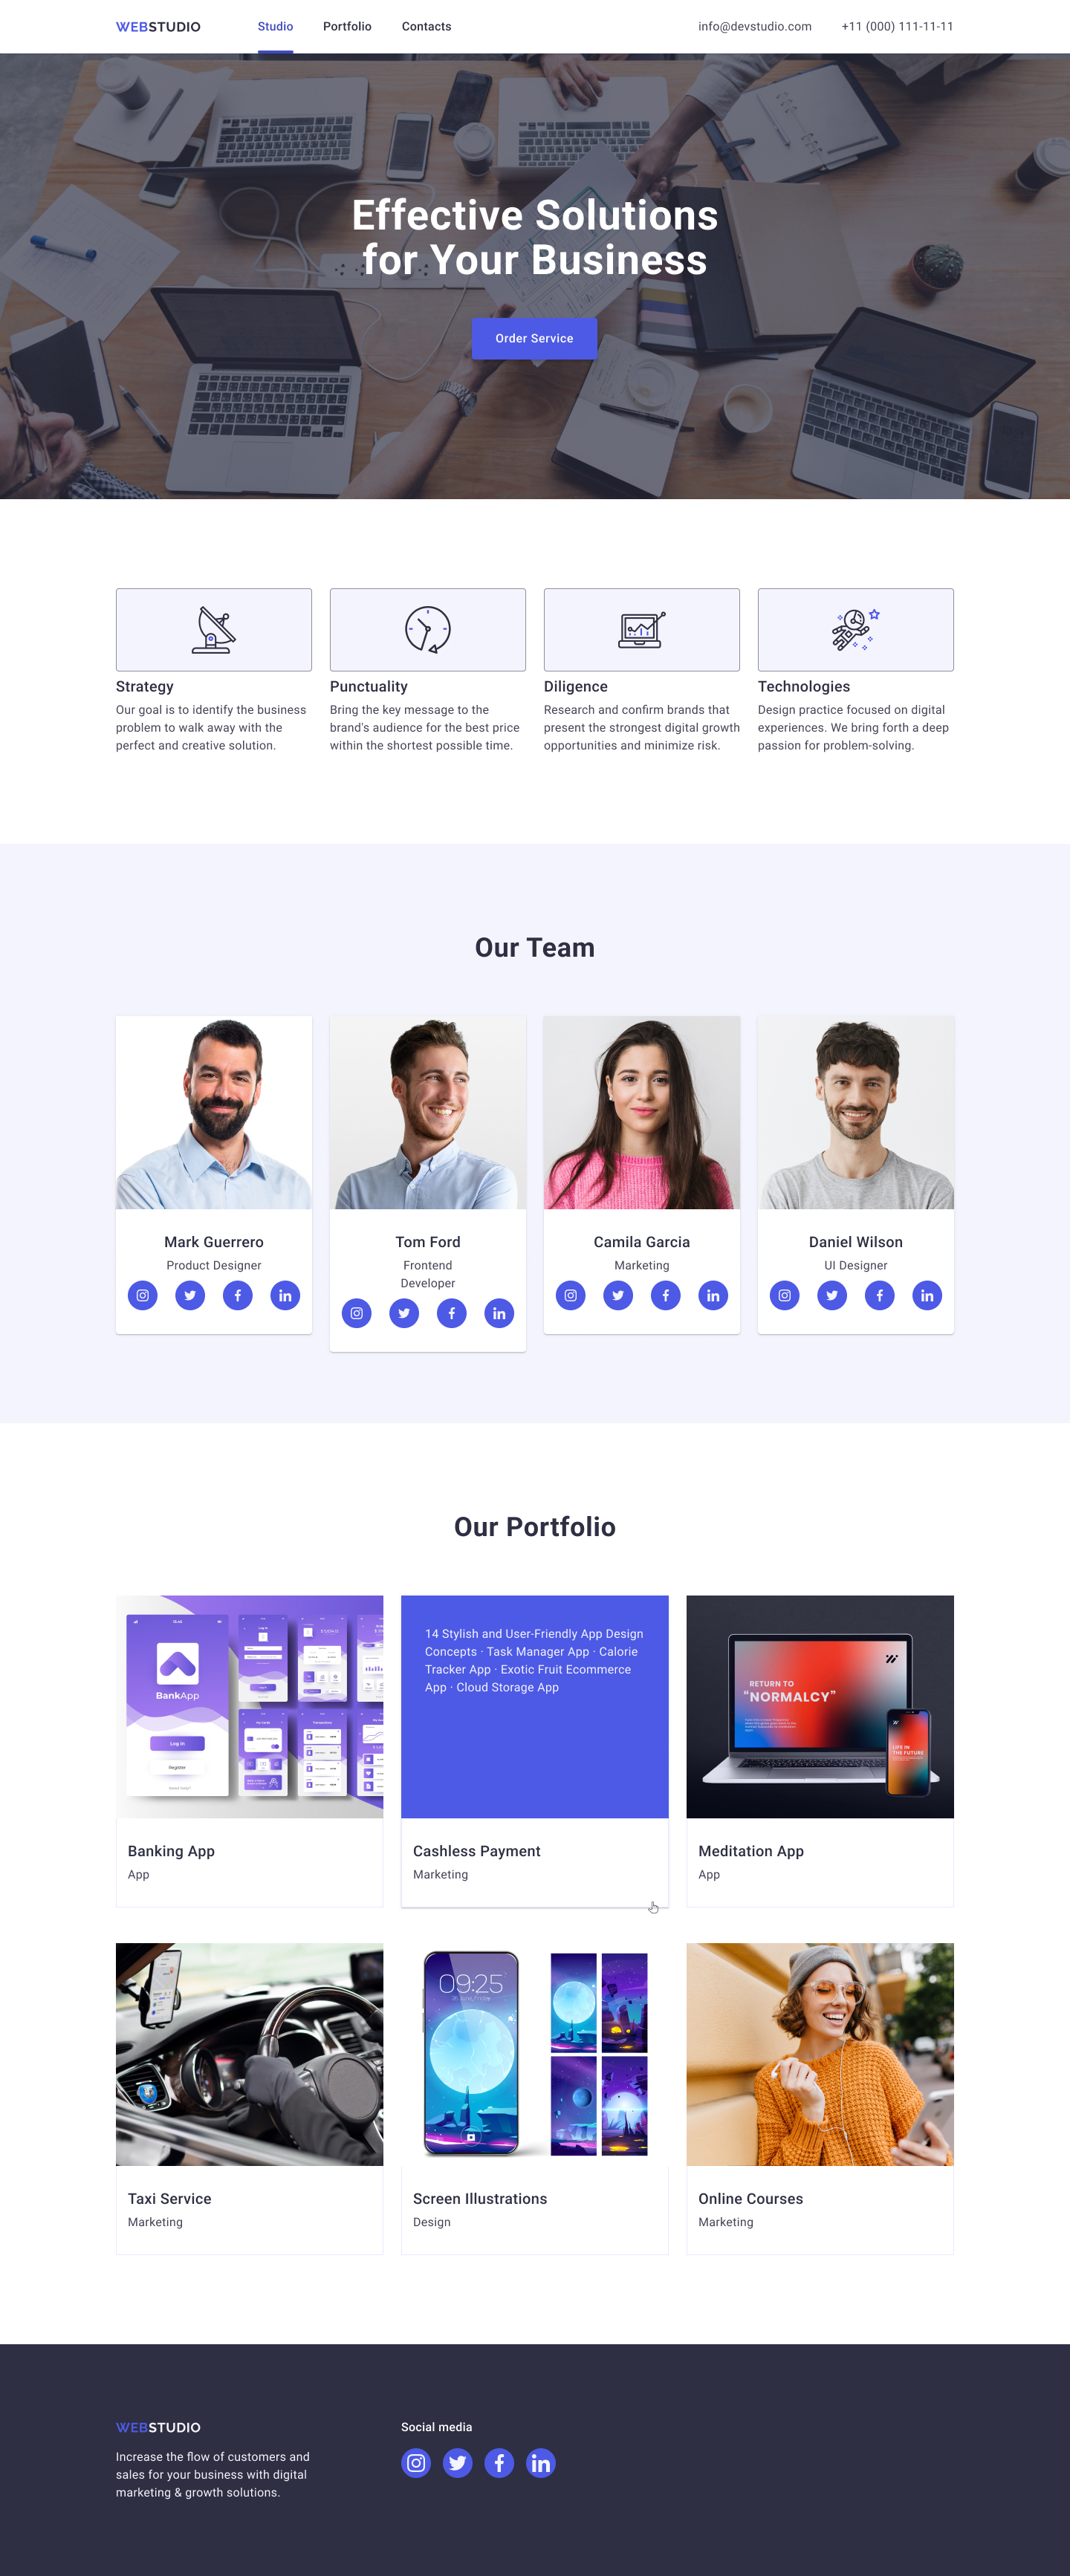 WEBSTUDIO
Studio
Portfolio
Contacts
info@devstudio.com
+11 (000) 111-11-11
Effective Solutions
for Your Business
Order Service
Strategy
Our goal is to identify the business
problem to walk away with the
perfect and creative solution.
Punctuality
Bring the key message to the
brand's audience for the best price
within the shortest possible time.
Diligence
Research and confirm brands that
present the strongest digital growth
opportunities and minimize risk.
Technologies
Design practice focused on digital
experiences. We bring forth a deep
passion for problem-solving.
Our Team
Mark Guerrero
Product Designer
Tom Ford
Frontend
Developer
Camila Garcia
Marketing
Daniel Wilson
UI Designer
Our Portfolio
BankApp
Log in
Register
14 Stylish and User-Friendly App Design
Concepts · Task Manager App · Calorie
Tracker App · Exotic Fruit Ecommerce
App · Cloud Storage App
RETURN TO
"NORMALCY"
LIFE IN
THE FUTURE
Banking App
App
Cashless Payment
Marketing
Meditation App
App
09:25
Taxi Service
Marketing
Screen Illustrations
Design
Online Courses
Marketing
WEBSTUDIO
Increase the flow of customers and
sales for your business with digital
marketing & growth solutions.
Social media